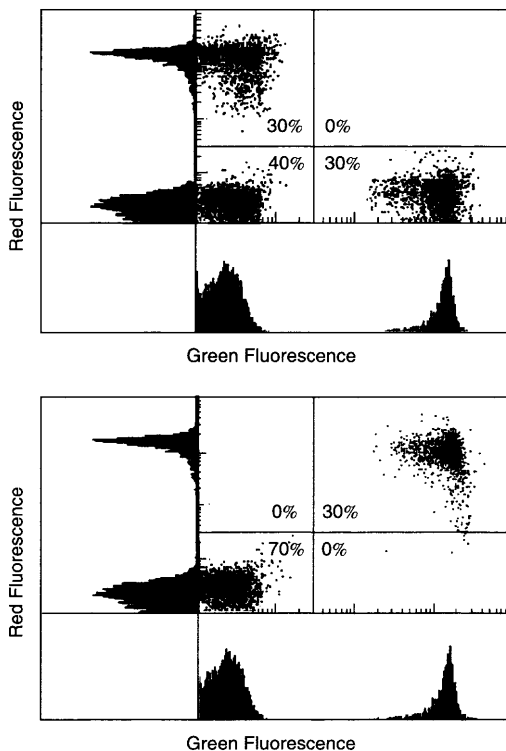 Red Fluorescence
30% 0%
40% 30%
Green Fluorescence
Red Fluorescence
0% 30%
70% 0%
Green Fluorescence